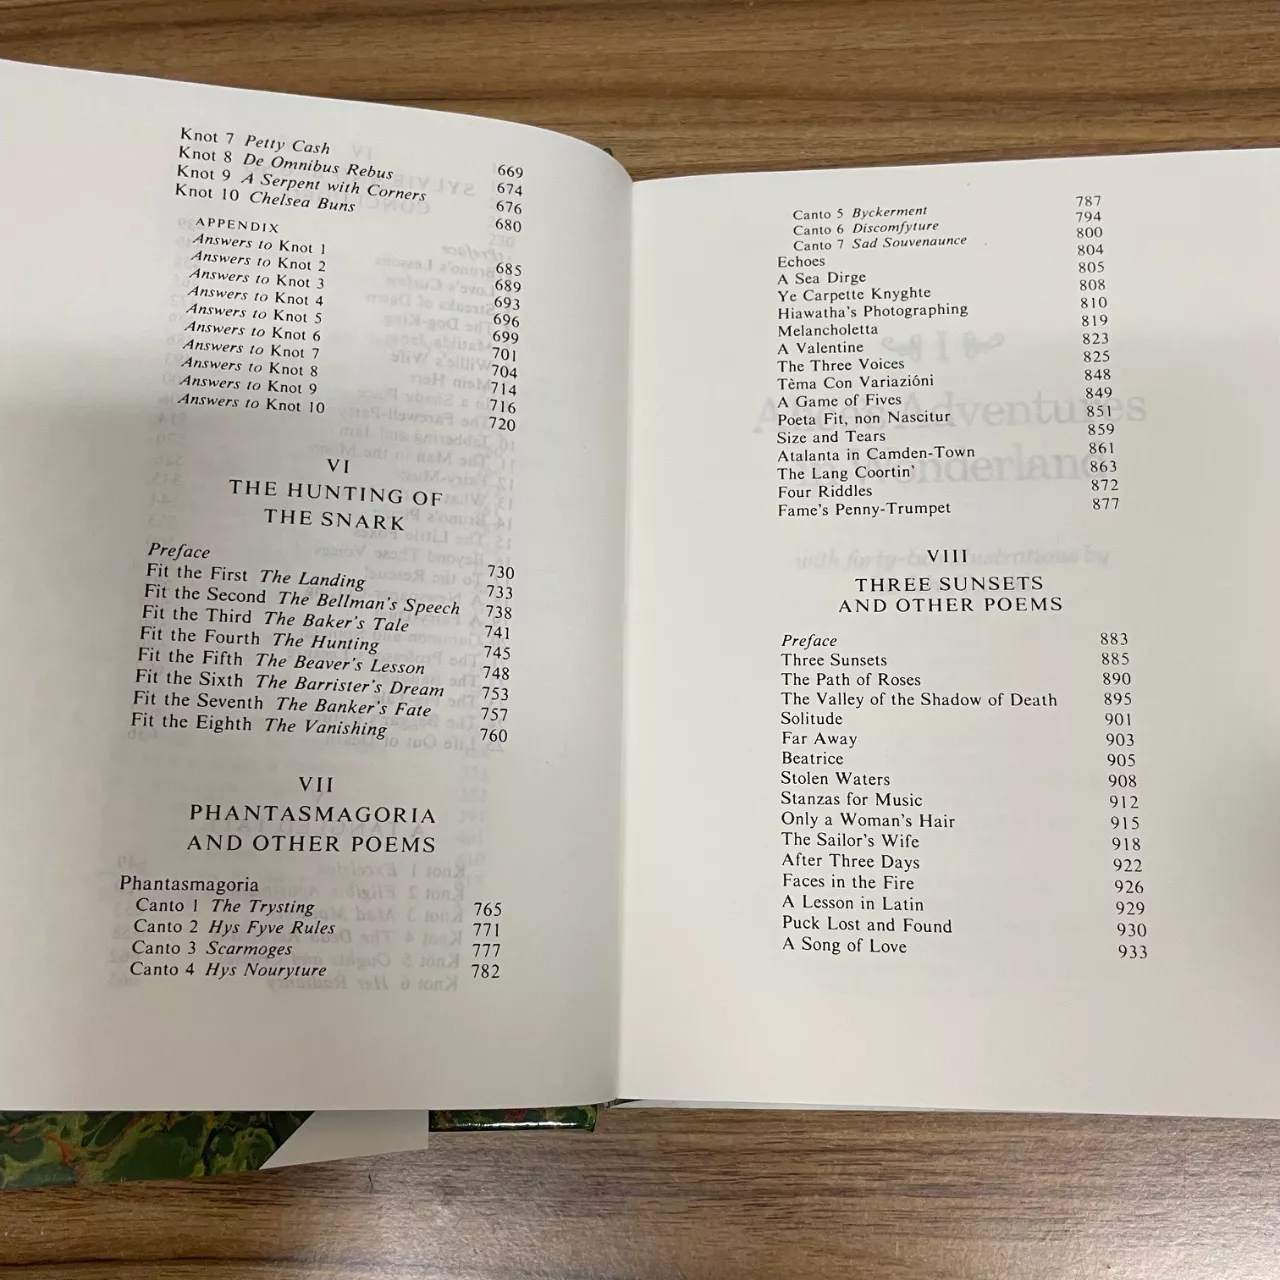 Knot 7 Petty Cash 669
Knot 8 De Omnibus Rebus 674
Knot 9 A Serpent with Corners 676
Knot 10 Chelsea Buns 680
APPENDIX
Answers to Knot 1 685
Answers to Knot 2 689
Answers to Knot 3 693
Answers to Knot 4 696
Answers to Knot 5 699
Answers to Knot 6 701
Answers to Knot 7 704
Answers to Knot 8 714
Answers to Knot 9 716
Answers to Knot 10 720
VI
THE HUNTING OF
THE SNARK
Preface 730
Fit the First The Landing 733
Fit the Second The Bellman's Speech 738
Fit the Third The Baker's Tale 741
Fit the Fourth The Hunting 745
Fit the Fifth The Beaver's Lesson 748
Fit the Sixth The Barrister's Dream 753
Fit the Seventh The Banker's Fate 757
Fit the Eighth The Vanishing 760
VII
PHANTASMAGORIA
AND OTHER POEMS
Phantasmagoria
Canto 1 The Trysting 765
Canto 2 Hys Fyve Rules 771
Canto 3 Scarmoges 777
Canto 4 Hys Nouryture 782
Canto 5 Byckerment 787
Canto 6 Discomfyture 794
Canto 7 Sad Souvenaunce 800
Echoes 804
A Sea Dirge 805
Ye Carpette Knyghte 808
Hiawatha's Photographing 810
Melancholetta 819
A Valentine 823
The Three Voices 825
Tèma Con Variazióni 848
A Game of Fives 849
Poeta Fit, non Nascitur 851
Size and Tears 859
Atalanta in Camden-Town 861
The Lang Coortin' 863
Four Riddles 872
Fame's Penny-Trumpet 877
VIII
THREE SUNSETS
AND OTHER POEMS
Preface 883
Three Sunsets 885
The Path of Roses 890
The Valley of the Shadow of Death 895
Solitude 901
Far Away 903
Beatrice 905
Stolen Waters 908
Stanzas for Music 912
Only a Woman's Hair 915
The Sailor's Wife 918
After Three Days 922
Faces in the Fire 926
A Lesson in Latin 929
Puck Lost and Found 930
A Song of Love 933